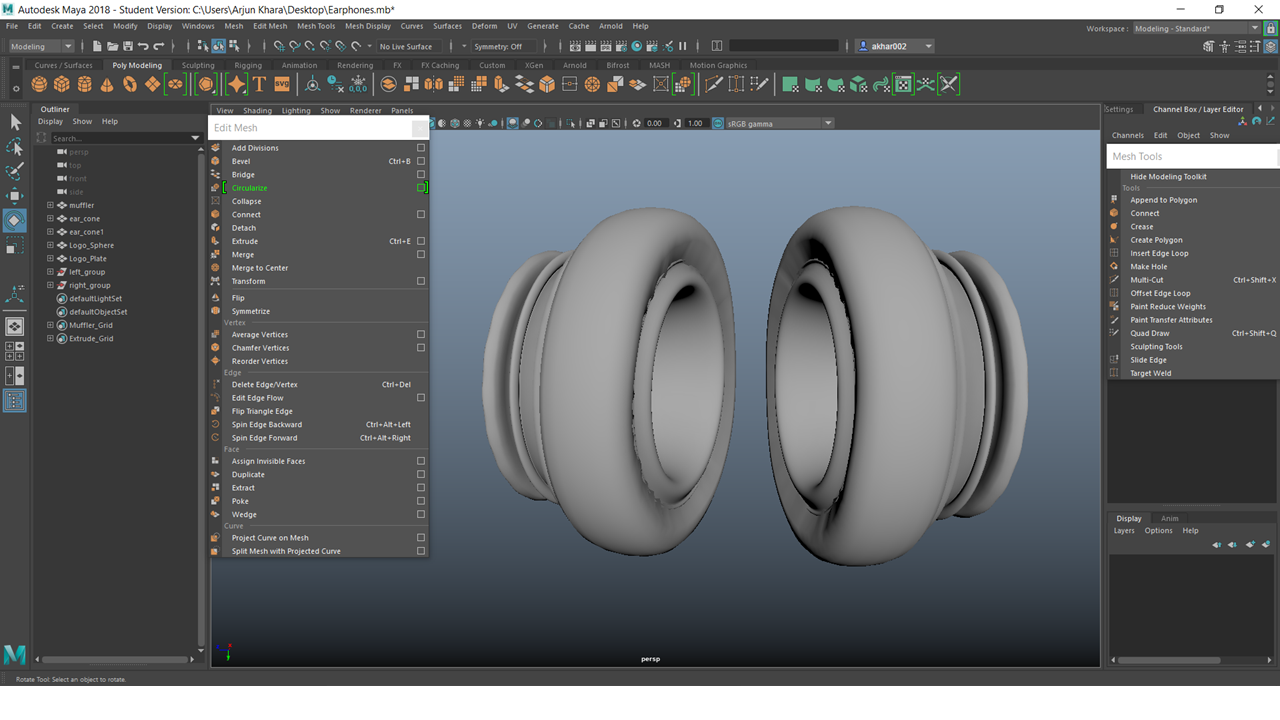 Autodesk Maya 2018 - Student Version: C:\Users\Arjun Khara\Desktop\Earphones.mb*
File Edit Create Select Modify Display Windows Mesh Edit Mesh Mesh Tools Mesh Display Curves Surfaces Deform UV Generate Cache Arnold Help
Workspace : Modeling - Standard*
Modeling No Live Surface Symmetry: Off akhar002
Curves / Surfaces Poly Modeling Sculpting Rigging Animation Rendering FX FX Caching Custom XGen Arnold Bifrost MASH Motion Graphics
T SVG 0,0,0
Outliner
Display Show Help
Search...
persp
top
front
side
muffler
ear_cone
ear_cone1
Logo_Sphere
Logo_Plate
left_group
right_group
defaultLightSet
defaultObjectSet
Muffler_Grid
Extrude_Grid
View Shading Lighting Show Renderer Panels
0.00 1.00 sRGB gamma
Edit Mesh
Add Divisions
Bevel Ctrl+B
Bridge
Circularize
Collapse
Connect
Detach
Extrude Ctrl+E
Merge
Merge to Center
Transform
Flip
Symmetrize
Vertex
Average Vertices
Chamfer Vertices
Reorder Vertices
Edge
Delete Edge/Vertex Ctrl+Del
Edit Edge Flow
Flip Triangle Edge
Spin Edge Backward Ctrl+Alt+Left
Spin Edge Forward Ctrl+Alt+Right
Face
Assign Invisible Faces
Duplicate
Extract
Poke
Wedge
Curve
Project Curve on Mesh
Split Mesh with Projected Curve
persp
Settings Channel Box / Layer Editor
Channels Edit Object Show
Mesh Tools
Hide Modeling Toolkit
Tools
Append to Polygon
Connect
Crease
Create Polygon
Insert Edge Loop
Make Hole
Multi-Cut Ctrl+Shift+X
Offset Edge Loop
Paint Reduce Weights
Paint Transfer Attributes
Quad Draw Ctrl+Shift+Q
Sculpting Tools
Slide Edge
Target Weld
Display Anim
Layers Options Help
Rotate Tool: Select an object to rotate.